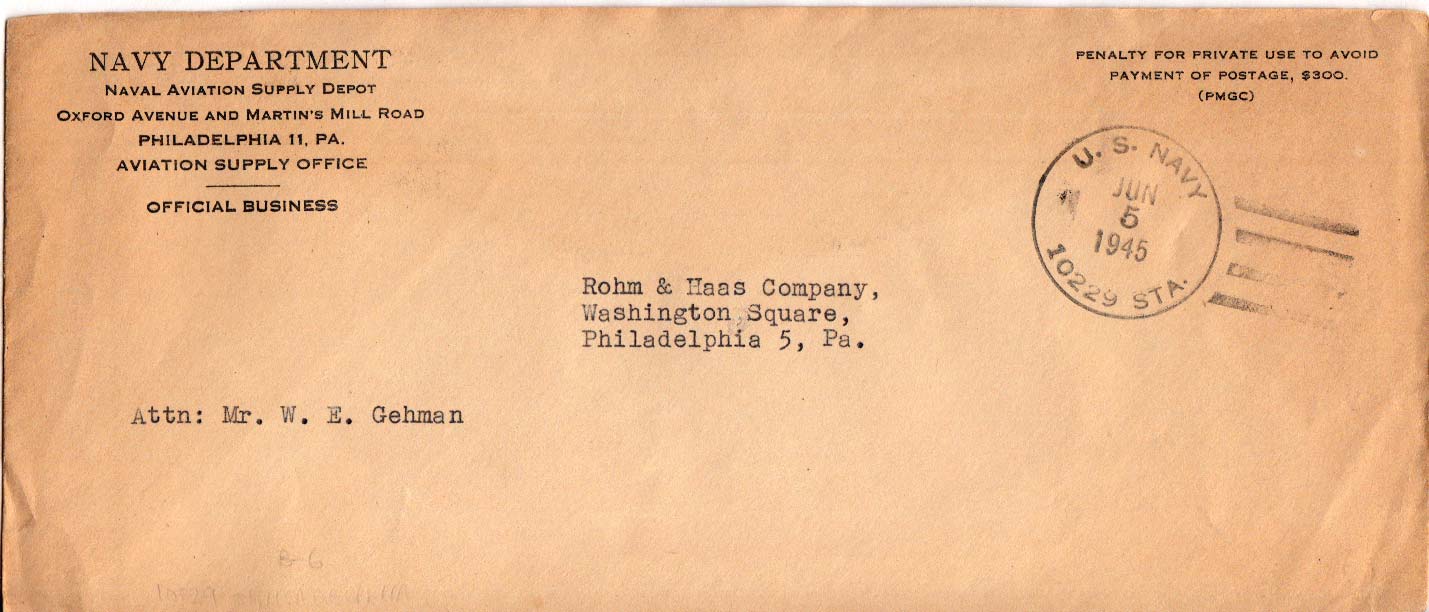 NAVY DEPARTMENT
NAVAL AVIATION SUPPLY DEPOT
OXFORD AVENUE AND MARTIN'S MILL ROAD
PHILADELPHIA 11, PA.
AVIATION SUPPLY OFFICE
OFFICIAL BUSINESS
PENALTY FOR PRIVATE USE TO AVOID
PAYMENT OF POSTAGE, $300.
(PMGC)
U. S. NAVY
JUN
5
1945
10229 STA.
Rohm & Haas Company,
Washington Square,
Philadelphia 5, Pa.
Attn: Mr. W. E. Gehman
B-6